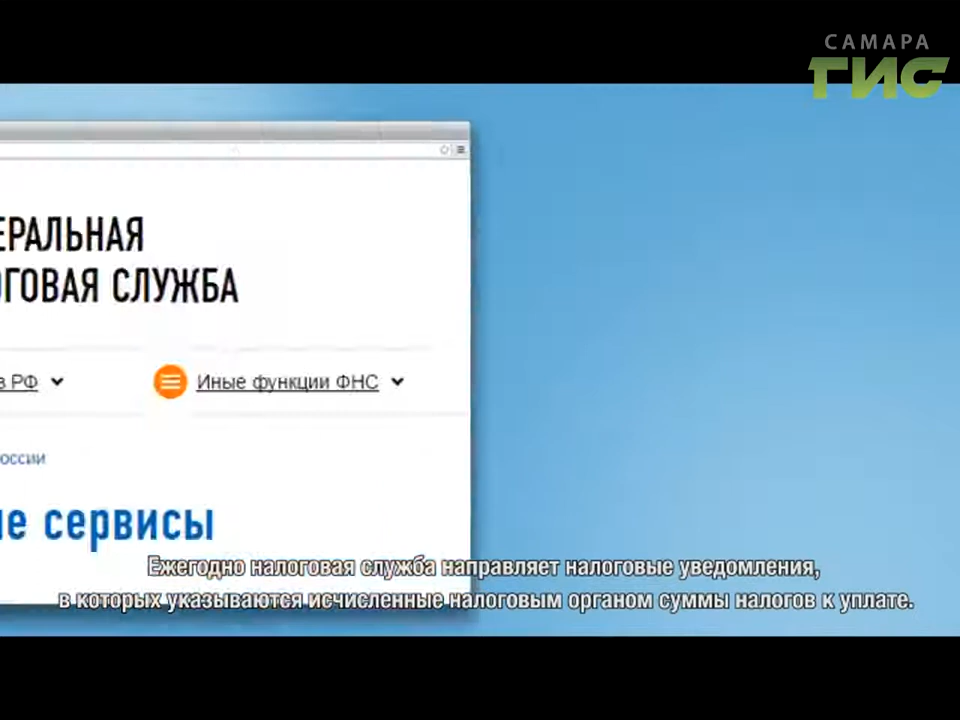 САМАРА
ГИС
ЕРАЛЬНАЯ
ОГОВАЯ СЛУЖБА
в РФ
Иные функции ФНС
оссии
ые сервисы
Ежегодно налоговая служба направляет налоговые уведомления,
в которых указываются исчисленные налоговым органом суммы налогов к уплате.